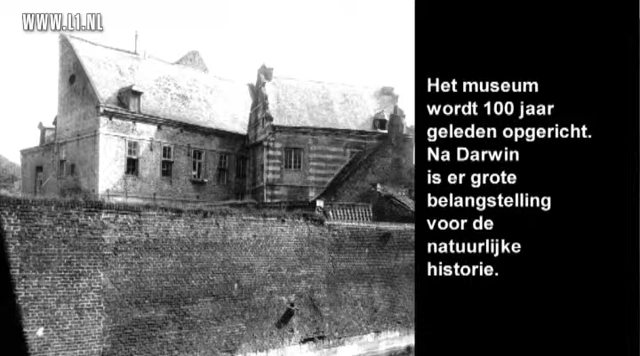 WWW.L1.NL
Het museum
wordt 100 jaar
geleden opgericht.
Na Darwin
is er grote
belangstelling
voor de
natuurlijke
historie.